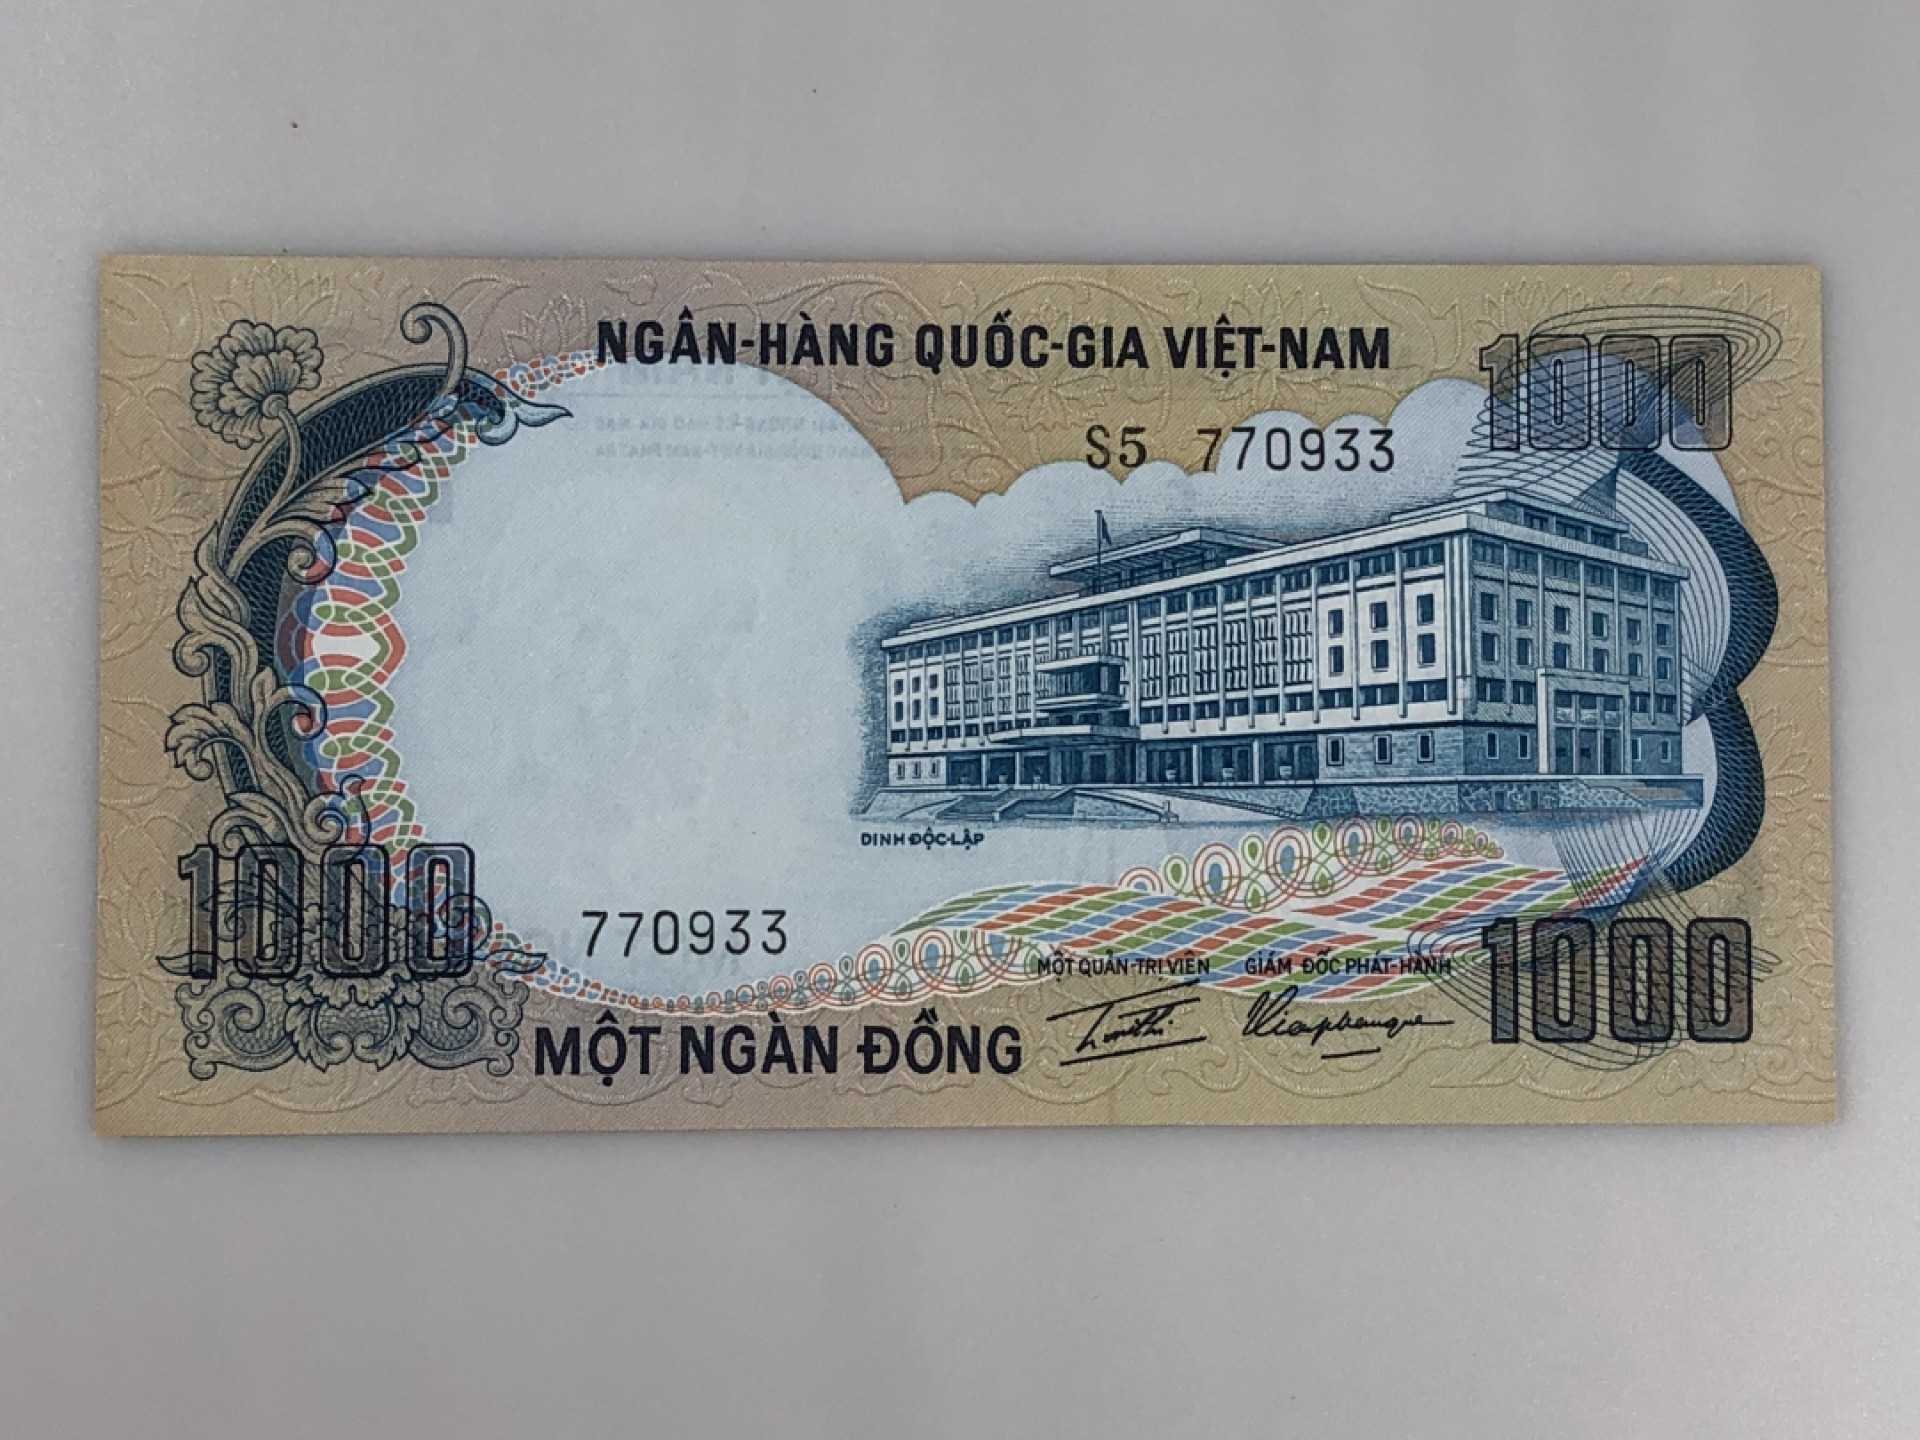 NGÂN-HÀNG QUỐC-GIA VIỆT-NAM
1000
S5 770933
DINH ĐỘC-LẬP
1000
770933
MỘT QUẢN-TRỊ VIÊN GIÁM ĐỐC PHÁT-HÀNH
1000
MỘT NGÀN ĐỒNG